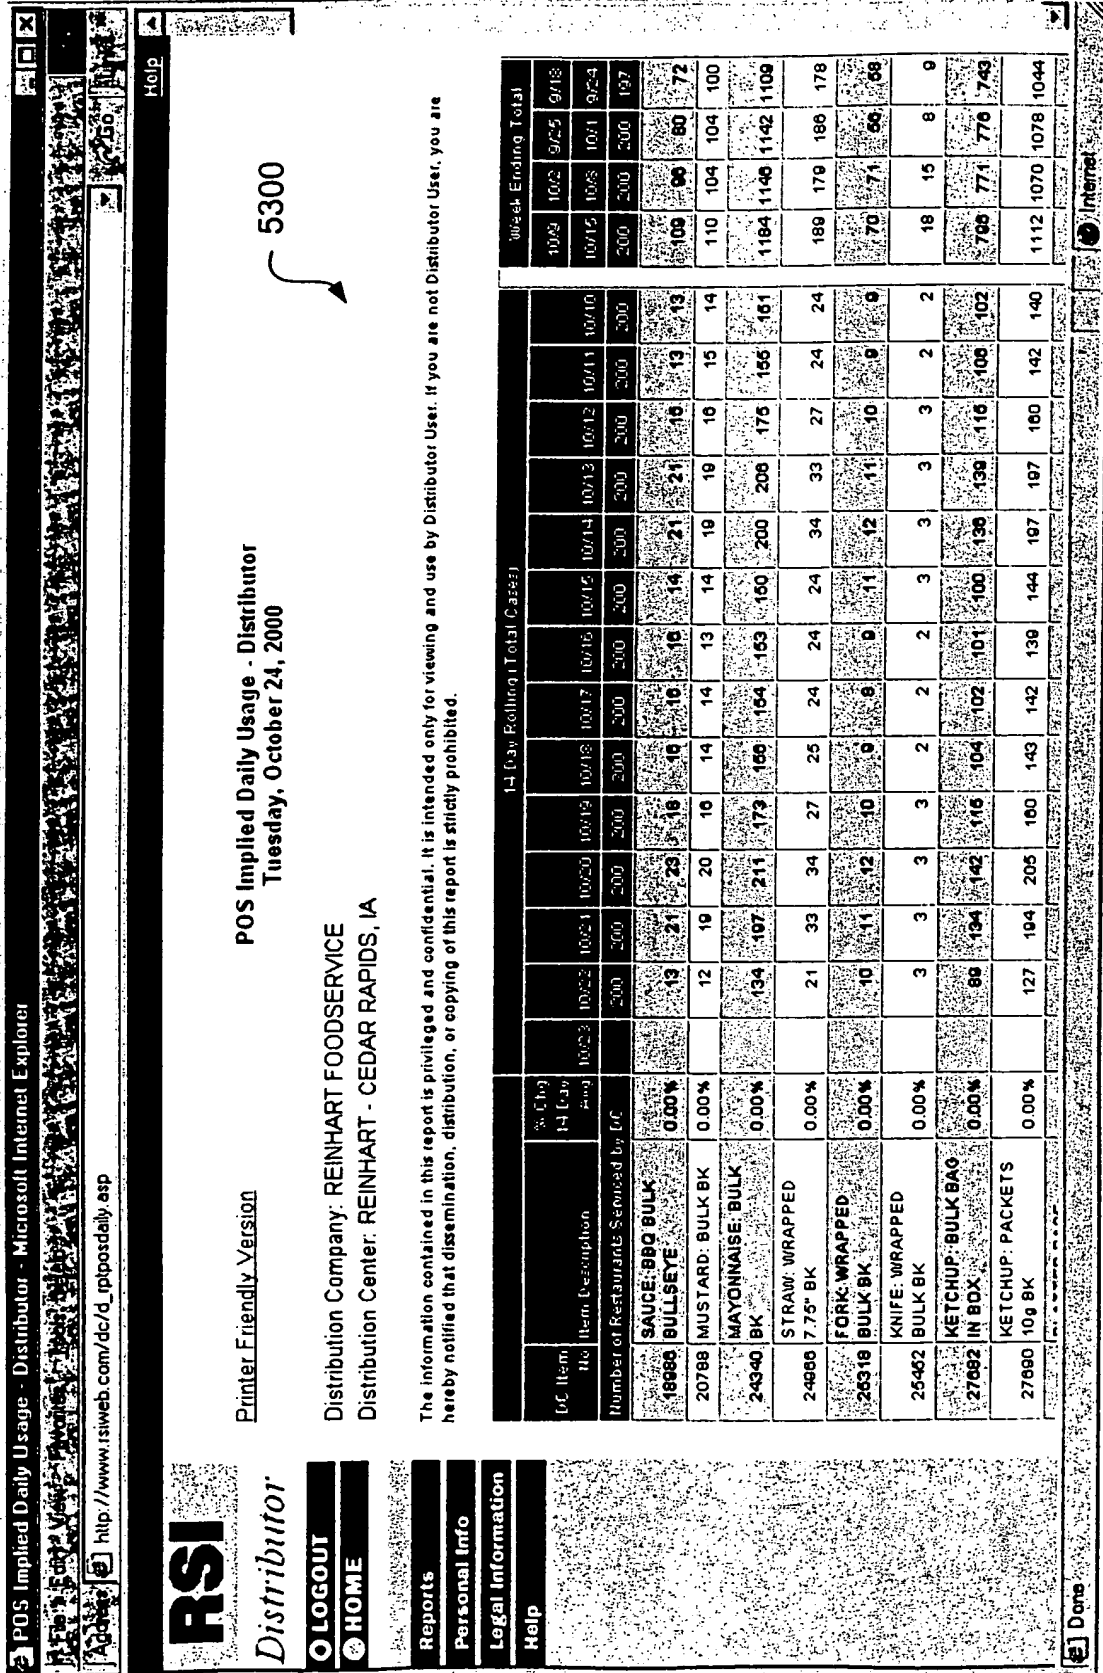 POS Implied Daily Usage - Distributor - Microsoft Internet Explorer
Address http://www.rsiweb.com/dc/d_rptposdaily.asp Go
Help
RSI
Distributor
LOGOUT
HOME
Reports
Personal Info
Legal Information
Help
Printer Friendly Version
POS Implied Daily Usage - Distributor
Tuesday, October 24, 2000
5300
Distribution Company: REINHART FOODSERVICE
Distribution Center: REINHART - CEDAR RAPIDS, IA
The information contained in this report is privileged and confidential. It is intended only for viewing and use by Distributor User. If you are not Distributor User, you are
hereby notified that dissemination, distribution, or copying of this report is strictly prohibited.
14 Day Rolling (Total Cases) Week Ending Total
% Chg 10/9 10/2 9/25 9/18
DC Item 14 Day
No Item Description Avg 10/23 10/22 10/21 10/20 10/19 10/18 10/17 10/16 10/15 10/14 10/13 10/12 10/11 10/10 10/15 10/8 10/1 9/24
Number of Restaurants Serviced by DC 200 200 200 200 200 200 200 200 200 200 200 200 200 200 200 200 197
SAUCE: BBQ BULK
BULLSEYE 0.00% 13 21 23 18 16 16 16 14 21 21 15 13 13 109 96 80 72
20788 MUSTARD: BULK BK 0.00% 12 19 20 16 14 14 13 14 19 19 16 15 14 110 104 104 100
MAYONNAISE: BULK
24340 BK 0.00% 134 197 211 173 166 154 153 150 200 206 175 155 161 1184 1146 1142 1109
STRAW: WRAPPED
24966 7.75" BK 0.00% 21 33 34 27 25 24 24 24 34 33 27 24 24 189 179 186 178
FORK: WRAPPED
25318 BULK BK 0.00% 10 11 12 10 9 8 9 11 12 11 10 9 9 70 71 56 58
KNIFE: WRAPPED
25452 BULK BK 0.00% 3 3 3 3 2 2 2 3 3 3 3 2 2 18 15 8 9
KETCHUP: BULK BAG
27682 IN BOX 0.00% 89 134 142 115 104 102 101 100 136 139 115 106 102 798 771 776 743
KETCHUP: PACKETS
27690 10g BK 0.00% 127 194 205 160 143 142 139 144 197 197 160 142 140 1112 1070 1078 1044
Done Internet